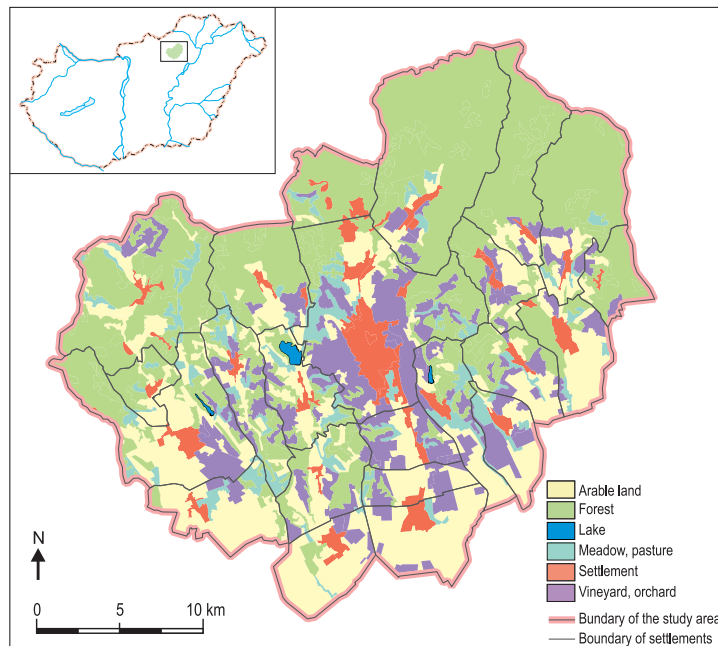 Arable land
Forest
Lake
Meadow, pasture
Settlement
Vineyard, orchard
Bundary of the study area
Boundary of settlements
N
0 5 10 km